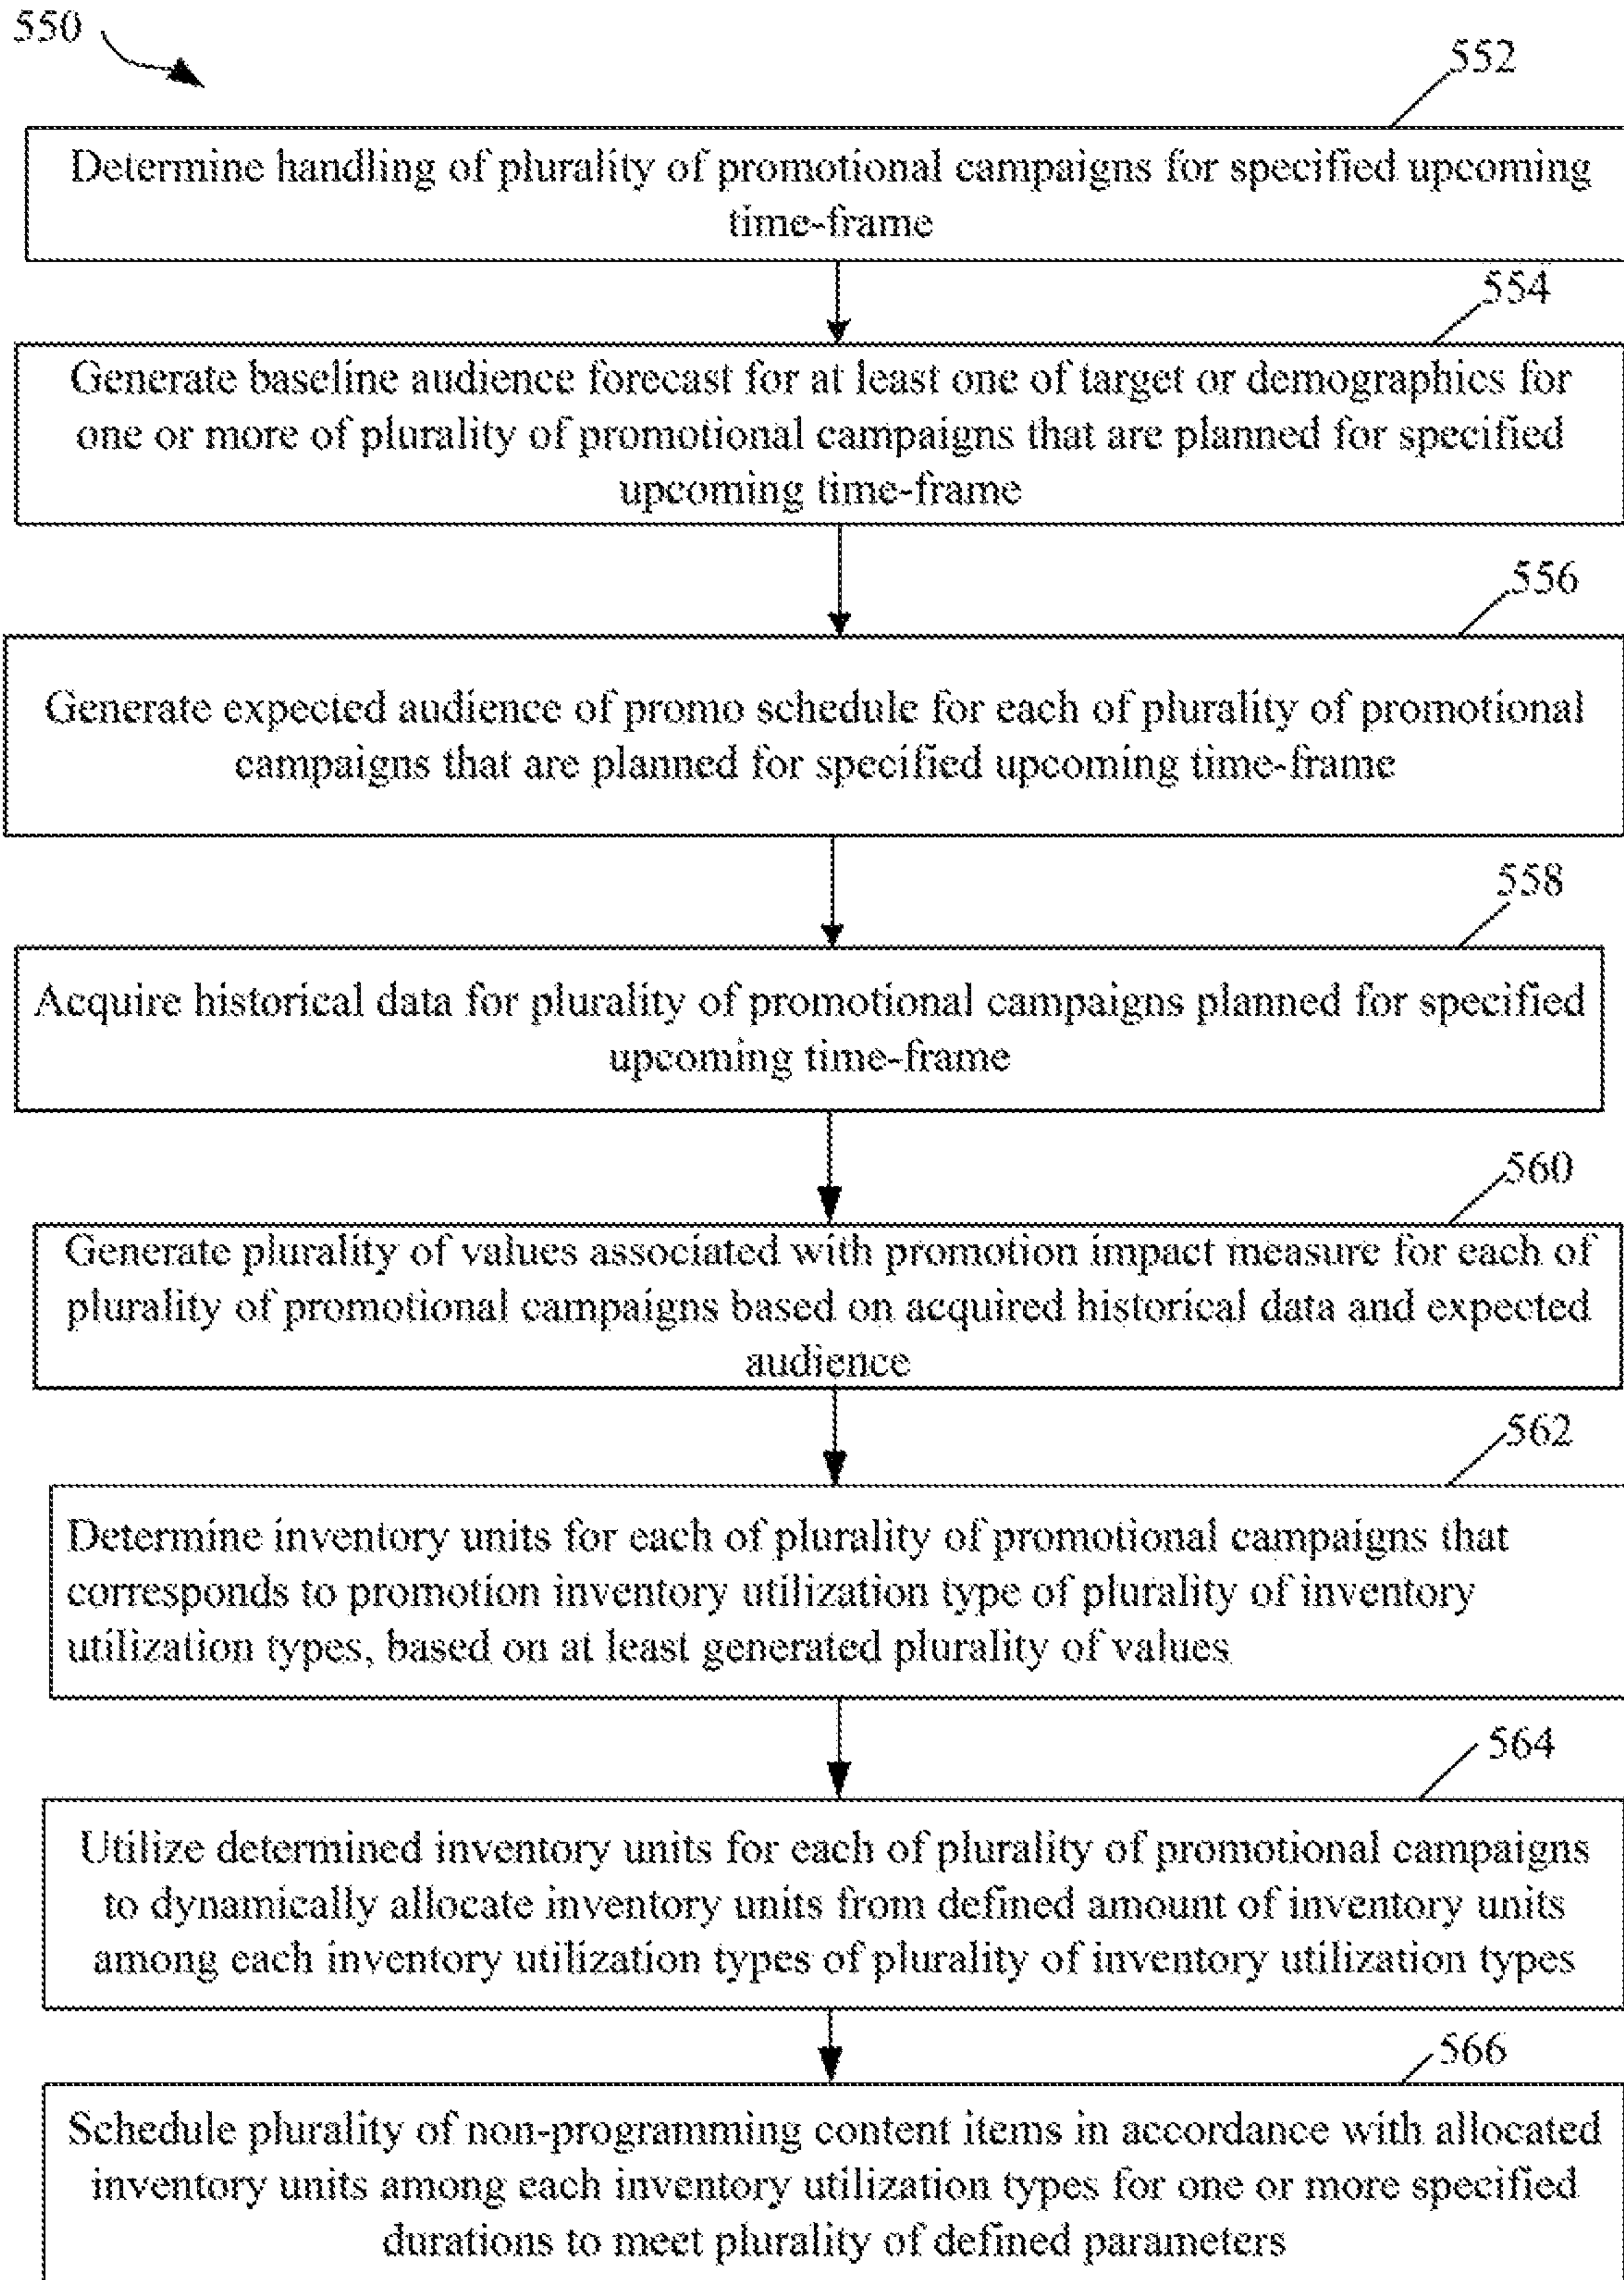 550
552
Determine handling of plurality of promotional campaigns for specified upcoming
time-frame
554
Generate baseline audience forecast for at least one of target or demographics for
one or more of plurality of promotional campaigns that are planned for specified
upcoming time-frame
556
Generate expected audience of promo schedule for each of plurality of promotional
campaigns that are planned for specified upcoming time-frame
558
Acquire historical data for plurality of promotional campaigns planned for specified
upcoming time-frame
560
Generate plurality of values associated with promotion impact measure for each of
plurality of promotional campaigns based on acquired historical data and expected
audience
562
Determine inventory units for each of plurality of promotional campaigns that
corresponds to promotion inventory utilization type of plurality of inventory
utilization types, based on at least generated plurality of values
564
Utilize determined inventory units for each of plurality of promotional campaigns
to dynamically allocate inventory units from defined amount of inventory units
among each inventory utilization types of plurality of inventory utilization types
566
Schedule plurality of non-programming content items in accordance with allocated
inventory units among each inventory utilization types for one or more specified
durations to meet plurality of defined parameters